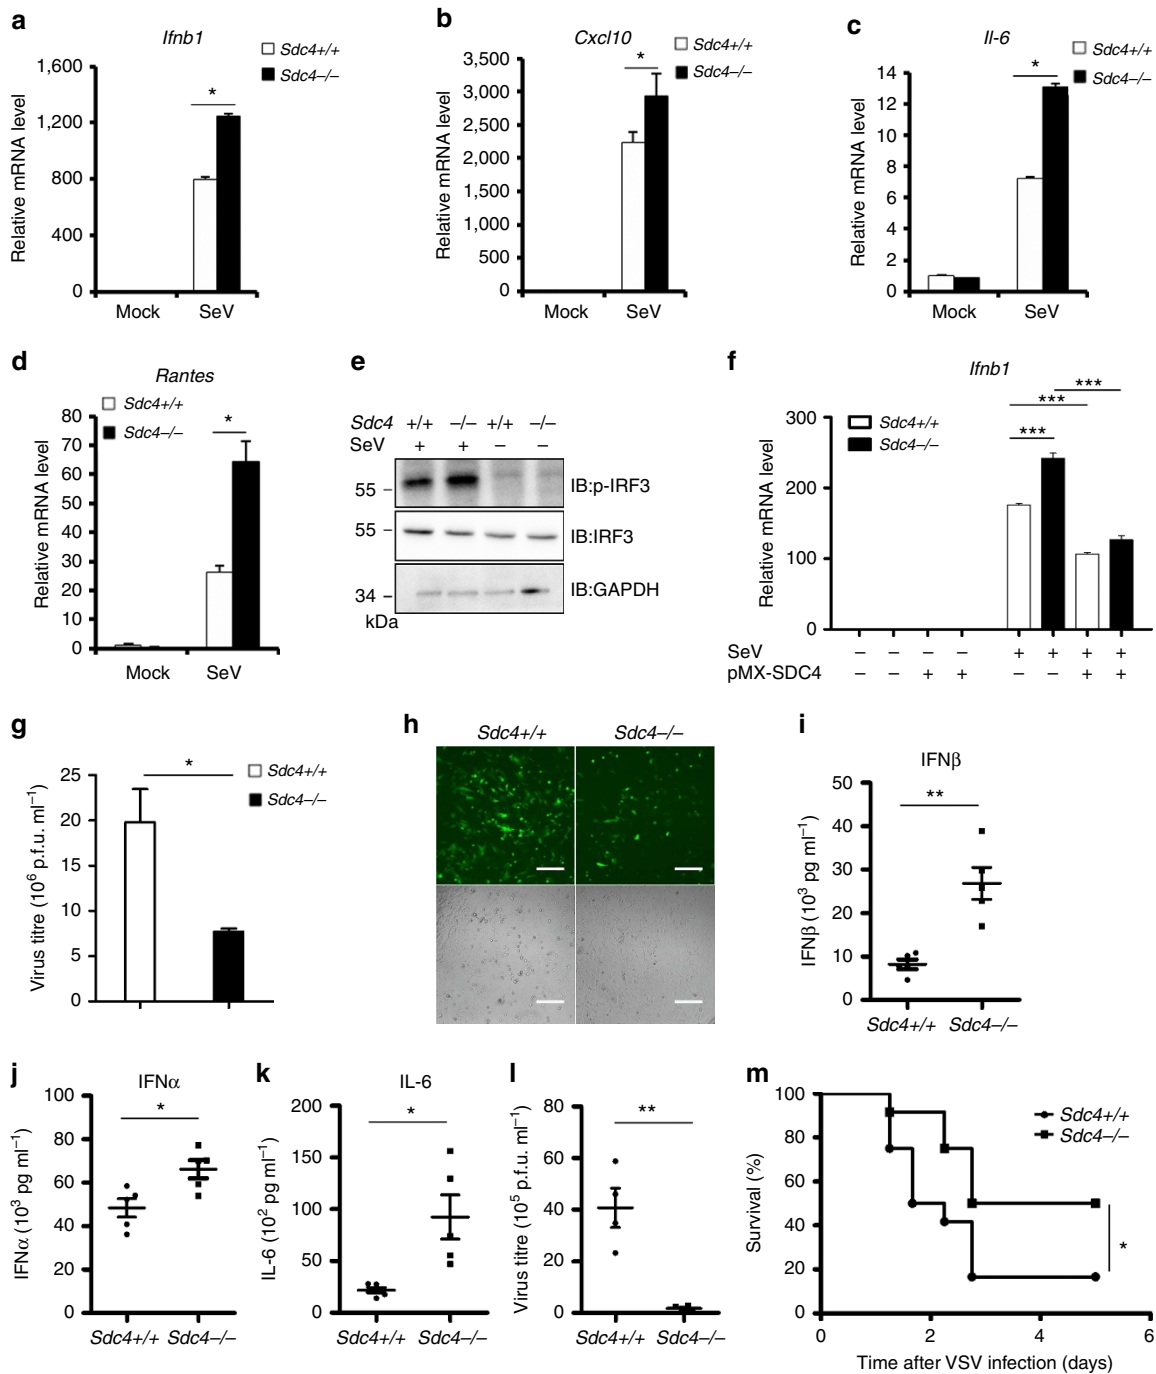 a
Ifnb1
Sdc4+/+
Sdc4–/–
Relative mRNA level
1,600
1,200
800
400
0
*
Mock SeV
b
Cxcl10
Sdc4+/+
Sdc4–/–
Relative mRNA level
3,500
3,000
2,500
2,000
1,500
1,000
500
0
*
Mock SeV
c
Il-6
Sdc4+/+
Sdc4–/–
Relative mRNA level
14
12
10
8
6
4
2
0
*
Mock SeV
d
Rantes
Sdc4+/+
Sdc4–/–
Relative mRNA level
80
70
60
50
40
30
20
10
0
*
Mock SeV
e
Sdc4 +/+ –/– +/+ –/–
SeV + + – –
55 – IB:p-IRF3
55 – IB:IRF3
34 – IB:GAPDH
kDa
f
Ifnb1
Sdc4+/+
Sdc4–/–
Relative mRNA level
300
200
100
0
***
***
***
SeV – – – – + + + +
pMX-SDC4 – – + + – – + +
g
Sdc4+/+
Sdc4–/–
Virus titre (10⁶ p.f.u. ml⁻¹)
25
20
15
10
5
0
*
h
Sdc4+/+ Sdc4–/–
i
IFNβ
IFNβ (10³ pg ml⁻¹)
50
40
30
20
10
0
**
Sdc4+/+ Sdc4–/–
j
IFNα
IFNα (10³ pg ml⁻¹)
100
80
60
40
20
0
*
Sdc4+/+ Sdc4–/–
k
IL-6
IL-6 (10² pg ml⁻¹)
200
150
100
50
0
*
Sdc4+/+ Sdc4–/–
l
Virus titre (10⁵ p.f.u. ml⁻¹)
80
60
40
20
0
**
Sdc4+/+ Sdc4–/–
m
Sdc4+/+
Sdc4–/–
Survival (%)
100
80
60
40
20
0
*
0 2 4 6
Time after VSV infection (days)